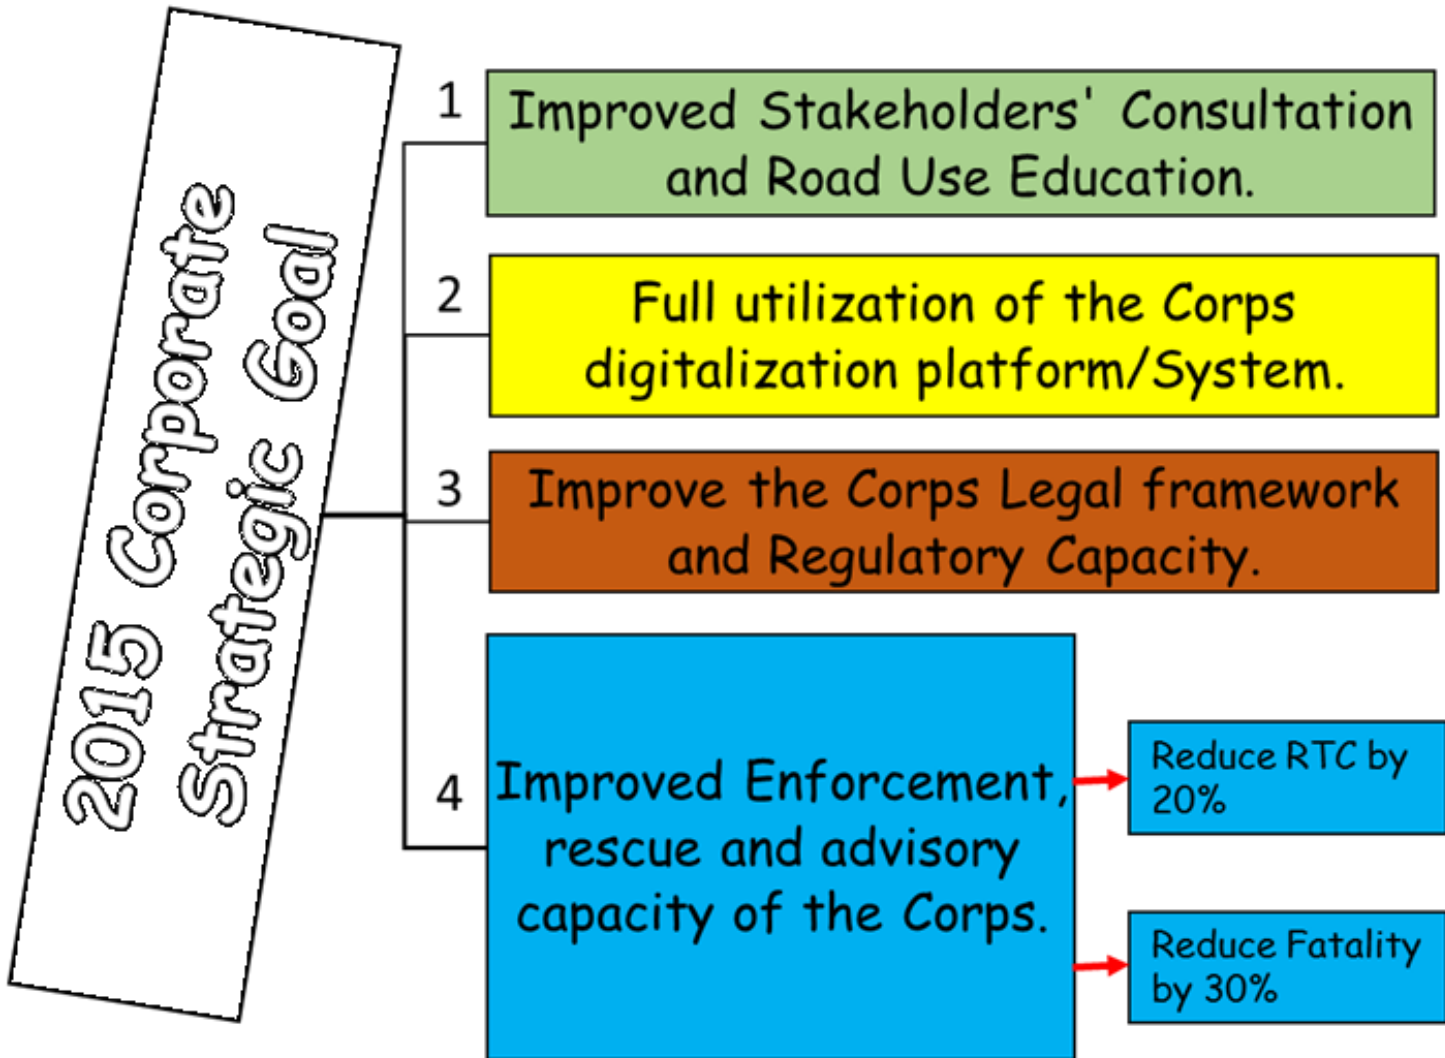 2015 Corporate
Strategic Goal
1
Improved Stakeholders' Consultation
and Road Use Education.
2
Full utilization of the Corps
digitalization platform/System.
3
Improve the Corps Legal framework
and Regulatory Capacity.
4
Improved Enforcement,
rescue and advisory
capacity of the Corps.
Reduce RTC by
20%
Reduce Fatality
by 30%